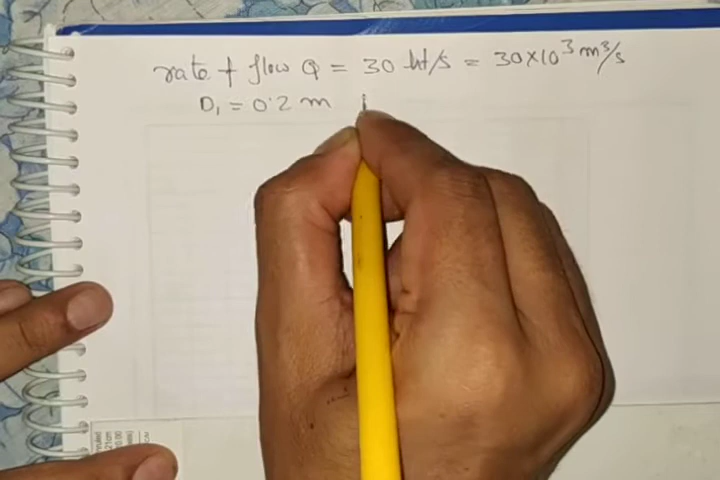 rate of flow Q = 30 lit/s = 30×10³ m³/s
D₁ = 0.2 m